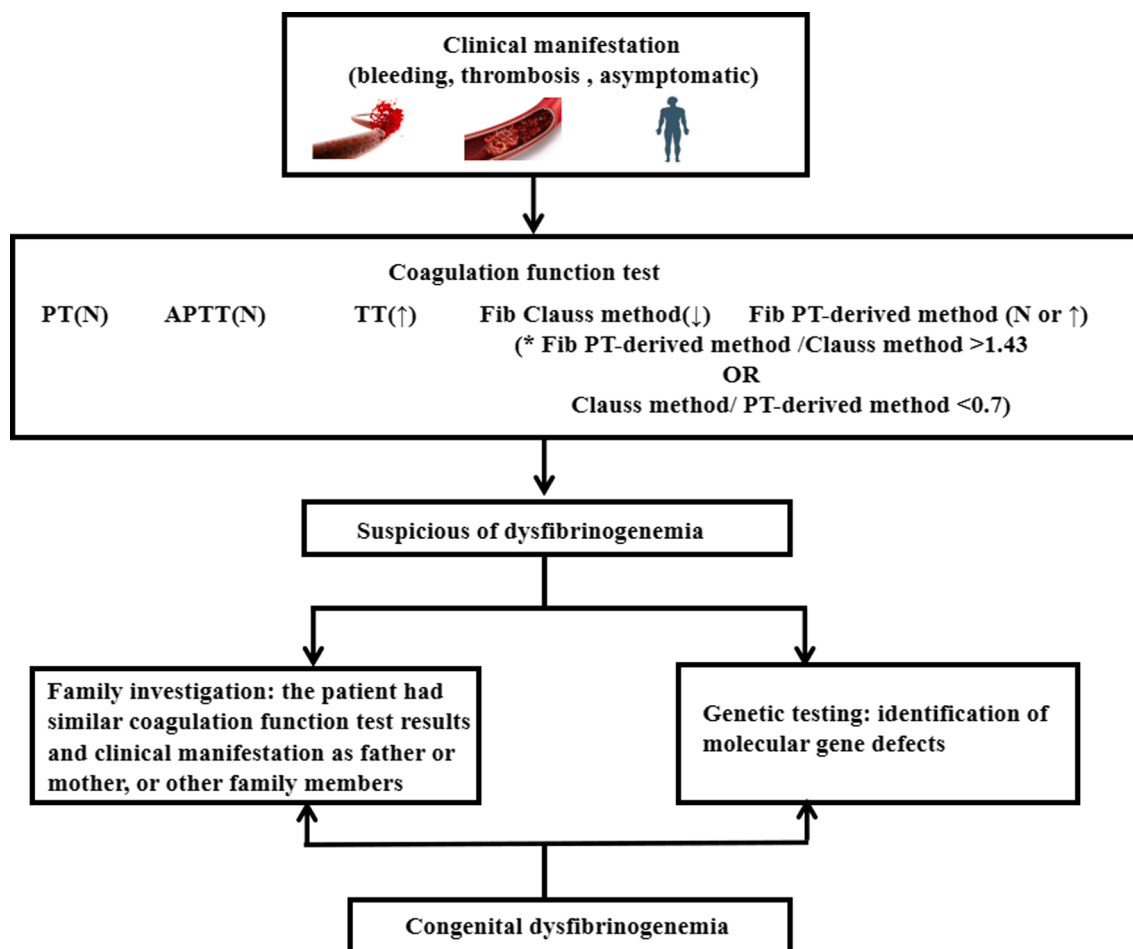 Clinical manifestation
(bleeding, thrombosis , asymptomatic)
Coagulation function test
PT(N) APTT(N) TT(↑) Fib Clauss method(↓) Fib PT-derived method (N or ↑)
(* Fib PT-derived method /Clauss method >1.43
OR
Clauss method/ PT-derived method <0.7)
Suspicious of dysfibrinogenemia
Family investigation: the patient had
similar coagulation function test results
and clinical manifestation as father or
mother, or other family members
Genetic testing: identification of
molecular gene defects
Congenital dysfibrinogenemia